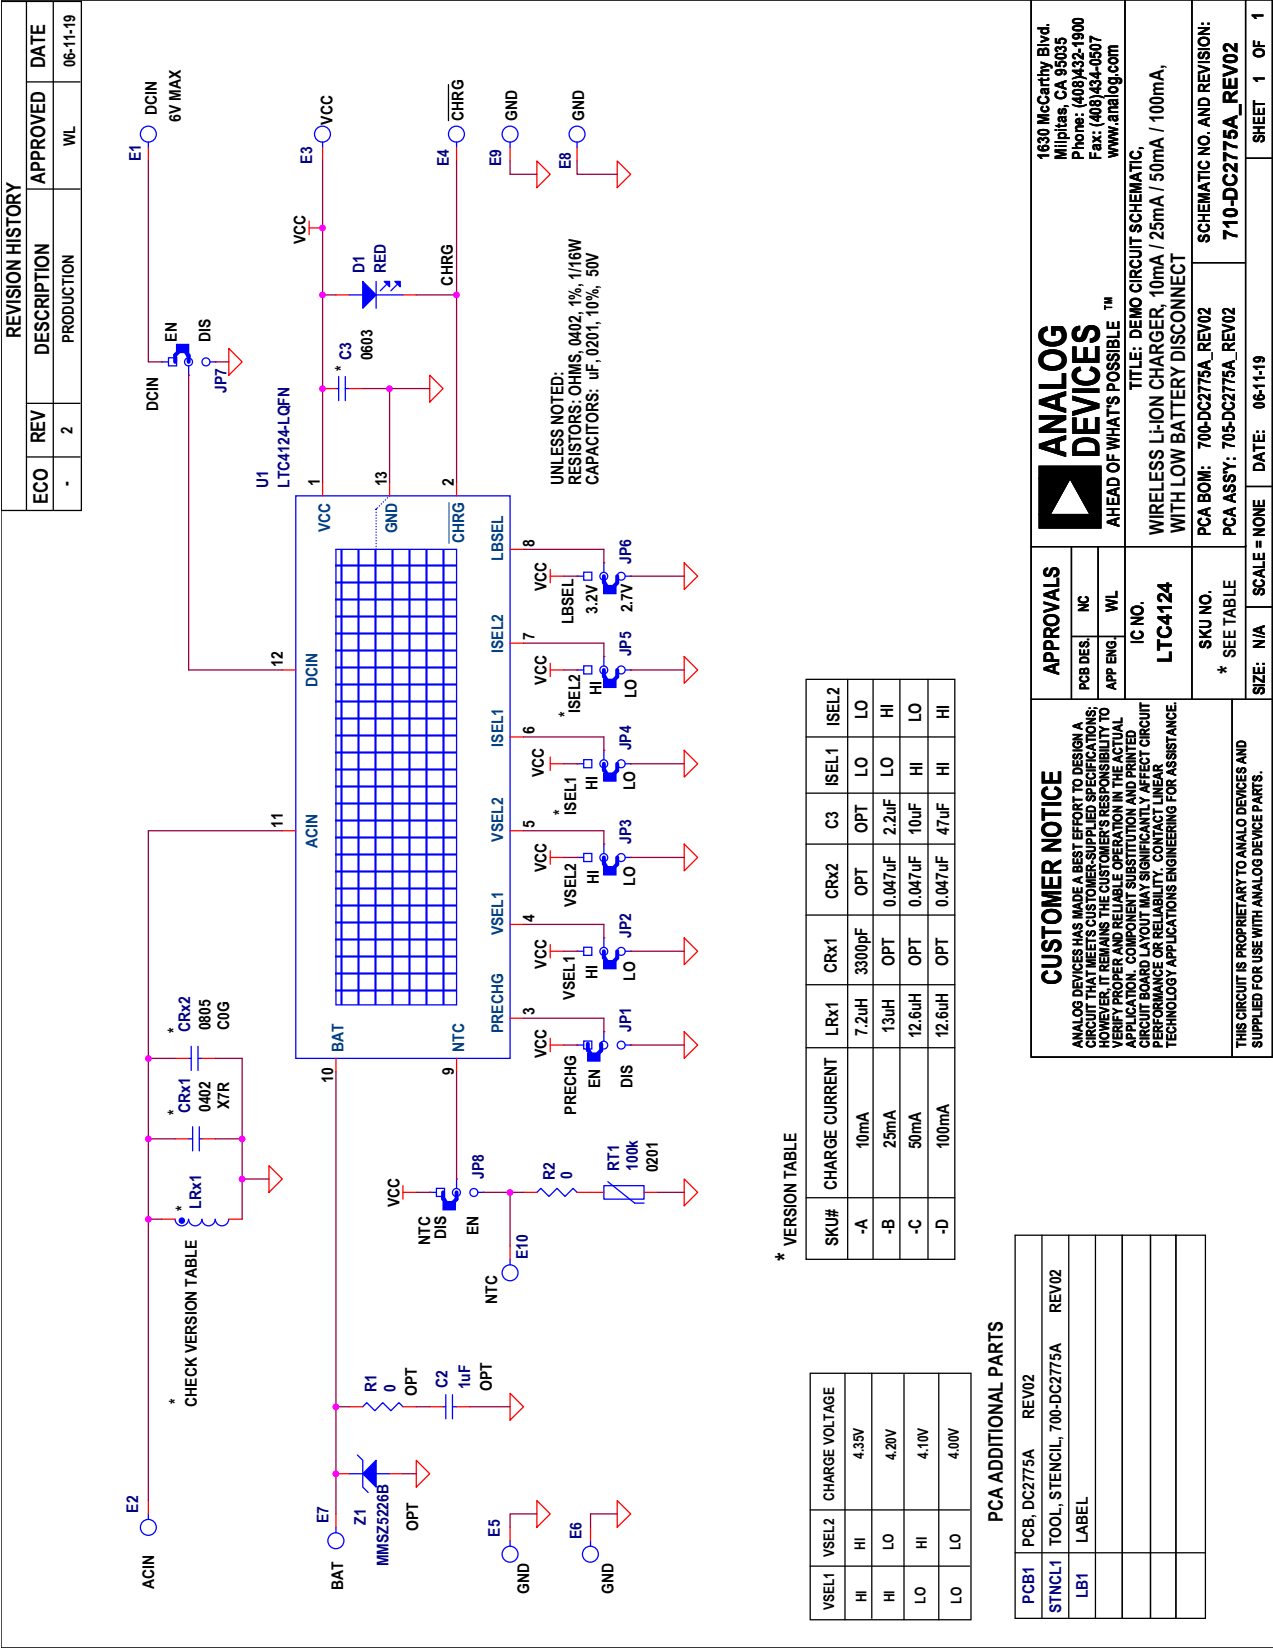 REVISION HISTORY
ECO REV DESCRIPTION APPROVED DATE
- 2 PRODUCTION WL 06-11-19
ACIN
E2
* CHECK VERSION TABLE
*
LRx1
*
CRx1
0402
X7R
*
CRx2
0805
C0G
DCIN
EN
DIS
JP7
E1
DCIN
6V MAX
U1
LTC4124-LQFN
10
BAT
11
ACIN
12
DCIN
1
VCC
13
GND
2
CHRG
9
NTC
PRECHG
3
VSEL1
4
VSEL2
5
ISEL1
6
ISEL2
7
LBSEL
8
BAT
E7
Z1
MMSZ5226B
OPT
R1
0
OPT
C2
1uF
OPT
GND
E5
GND
E6
VCC
NTC
DIS
EN
JP8
NTC
E10
R2
0
RT1
100k
0201
VCC
PRECHG
EN
DIS
JP1
VCC
VSEL1
HI
LO
JP2
VCC
VSEL2
HI
LO
JP3
VCC
*
ISEL1
HI
LO
JP4
VCC
*
ISEL2
HI
LO
JP5
VCC
LBSEL
3.2V
2.7V
JP6
* C3
0603
D1
RED
VCC
E3
VCC
CHRG
E4
CHRG
E9
GND
E8
GND
UNLESS NOTED:
RESISTORS: OHMS, 0402, 1%, 1/16W
CAPACITORS: uF, 0201, 10%, 50V
VSEL1 VSEL2 CHARGE VOLTAGE
HI HI 4.35V
HI LO 4.20V
LO HI 4.10V
LO LO 4.00V
* VERSION TABLE
SKU# CHARGE CURRENT LRx1 CRx1 CRx2 C3 ISEL1 ISEL2
-A 10mA 7.2uH 3300pF OPT OPT LO LO
-B 25mA 13uH OPT 0.047uF 2.2uF LO HI
-C 50mA 12.6uH OPT 0.047uF 10uF HI LO
-D 100mA 12.6uH OPT 0.047uF 47uF HI HI
PCA ADDITIONAL PARTS
PCB1 PCB, DC2775A REV02
STNCL1 TOOL, STENCIL, 700-DC2775A REV02
LB1 LABEL
CUSTOMER NOTICE
ANALOG DEVICES HAS MADE A BEST EFFORT TO DESIGN A
CIRCUIT THAT MEETS CUSTOMER-SUPPLIED SPECIFICATIONS;
HOWEVER, IT REMAINS THE CUSTOMER'S RESPONSIBILITY TO
VERIFY PROPER AND RELIABLE OPERATION IN THE ACTUAL
APPLICATION. COMPONENT SUBSTITUTION AND PRINTED
CIRCUIT BOARD LAYOUT MAY SIGNIFICANTLY AFFECT CIRCUIT
PERFORMANCE OR RELIABILITY. CONTACT LINEAR
TECHNOLOGY APPLICATIONS ENGINEERING FOR ASSISTANCE.
THIS CIRCUIT IS PROPRIETARY TO ANALO DEVICES AND
SUPPLIED FOR USE WITH ANALOG DEVICE PARTS.
APPROVALS
PCB DES. NC
APP ENG. WL
IC NO.
LTC4124
SKU NO.
* SEE TABLE
SIZE: N/A
SCALE = NONE
ANALOG
DEVICES
AHEAD OF WHAT'S POSSIBLE ™
1630 McCarthy Blvd.
Milpitas, CA 95035
Phone: (408)432-1900
Fax: (408)434-0507
www.analog.com
TITLE: DEMO CIRCUIT SCHEMATIC,
WIRELESS Li-ION CHARGER, 10mA / 25mA / 50mA / 100mA,
WITH LOW BATTERY DISCONNECT
PCA BOM: 700-DC2775A_REV02
PCA ASS'Y: 705-DC2775A_REV02
SCHEMATIC NO. AND REVISION:
710-DC2775A_REV02
DATE: 06-11-19
SHEET 1 OF 1